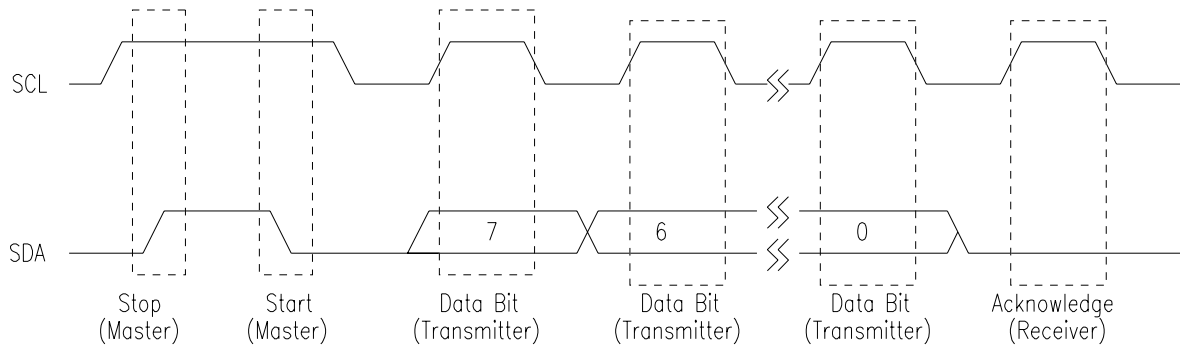 SCL
SDA
7
6
0
Stop
(Master)
Start
(Master)
Data Bit
(Transmitter)
Data Bit
(Transmitter)
Data Bit
(Transmitter)
Acknowledge
(Receiver)